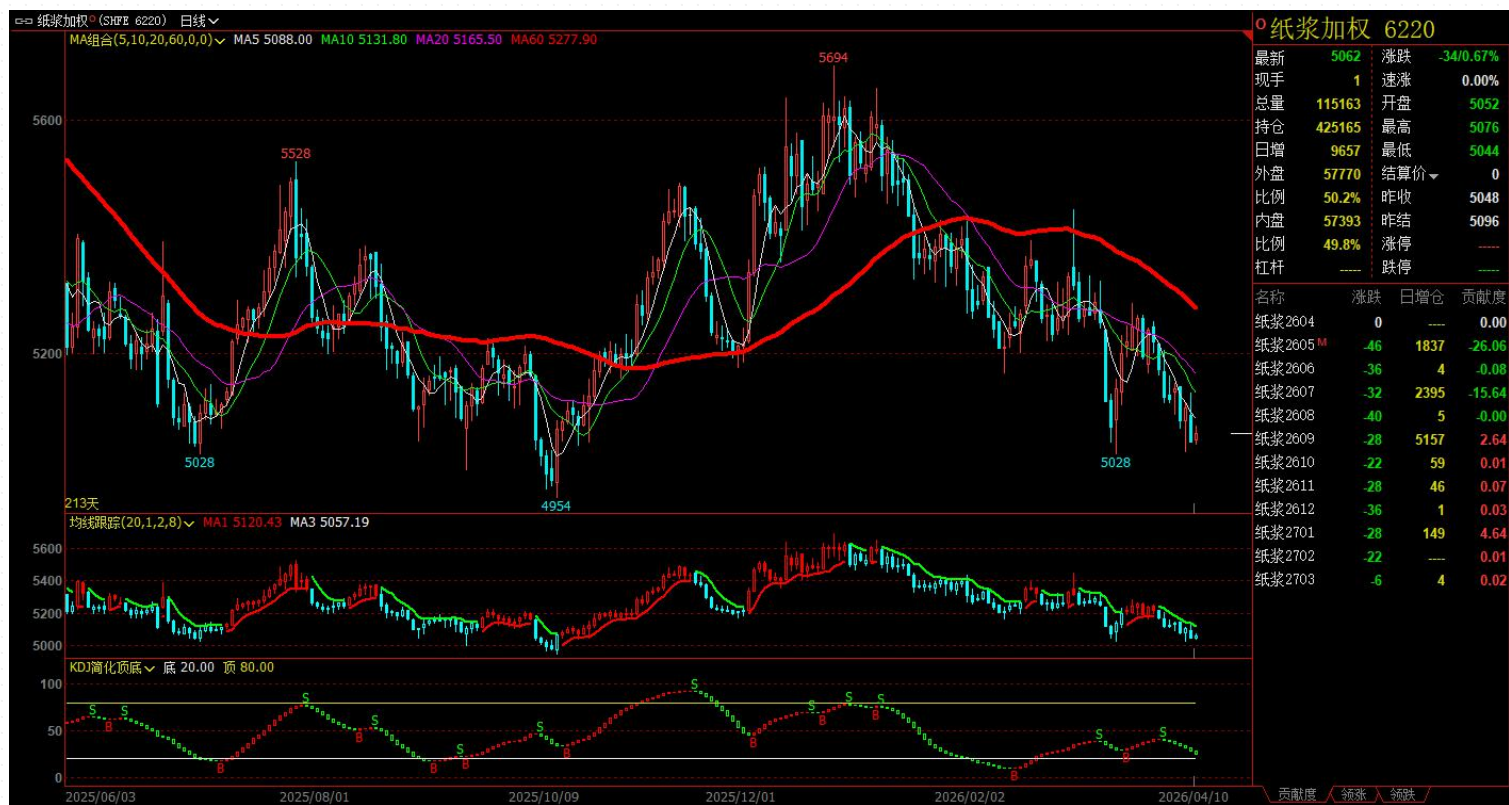 纸浆加权°(SHFE 6220) 日线
MA组合(5,10,20,60,0,0) MA5 5088.00 MA10 5131.80 MA20 5165.50 MA60 5277.90
5694
5600
5528
5200
5028
5028
4954
213天
均线跟踪(20,1,2,8) MA1 5120.43 MA3 5057.19
5600
5400
5200
5000
KDJ简化顶底 底 20.00 顶 80.00
100
50
0
S S B B S B S B S B S B S B S B S B S B S B S
2025/06/03 2025/08/01 2025/10/09 2025/12/01 2026/02/02 2026/04/10
纸浆加权 6220
最新 5062 涨跌 -34/0.67%
现手 1 速涨 0.00%
总量 115163 开盘 5052
持仓 425165 最高 5076
日增 9657 最低 5044
外盘 57770 结算价 0
比例 50.2% 昨收 5048
内盘 57393 昨结 5096
比例 49.8% 涨停 -----
杠杆 ----- 跌停 -----
名称 涨跌 日增仓 贡献度
纸浆2604 0 ---- 0.00
纸浆2605 M -46 1837 -26.06
纸浆2606 -36 4 -0.08
纸浆2607 -32 2395 -15.64
纸浆2608 -40 5 -0.00
纸浆2609 -28 5157 2.64
纸浆2610 -22 59 0.01
纸浆2611 -28 46 0.07
纸浆2612 -36 1 0.03
纸浆2701 -28 149 4.64
纸浆2702 -22 ---- 0.01
纸浆2703 -6 4 0.02
贡献度 领涨 领跌